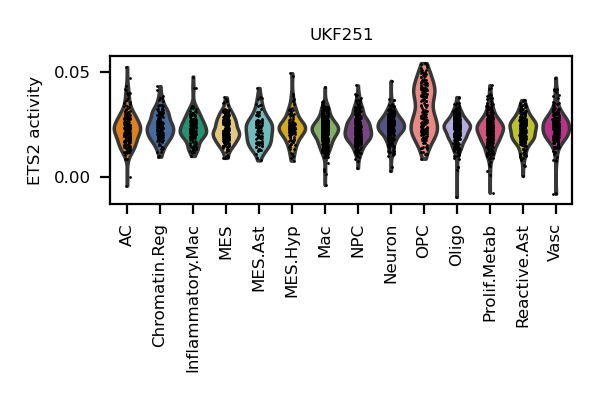 UKF251
0.05
0.00
ETS2 activity
AC
Chromatin.Reg
Inflammatory.Mac
MES
MES.Ast
MES.Hyp
Mac
NPC
Neuron
OPC
Oligo
Prolif.Metab
Reactive.Ast
Vasc